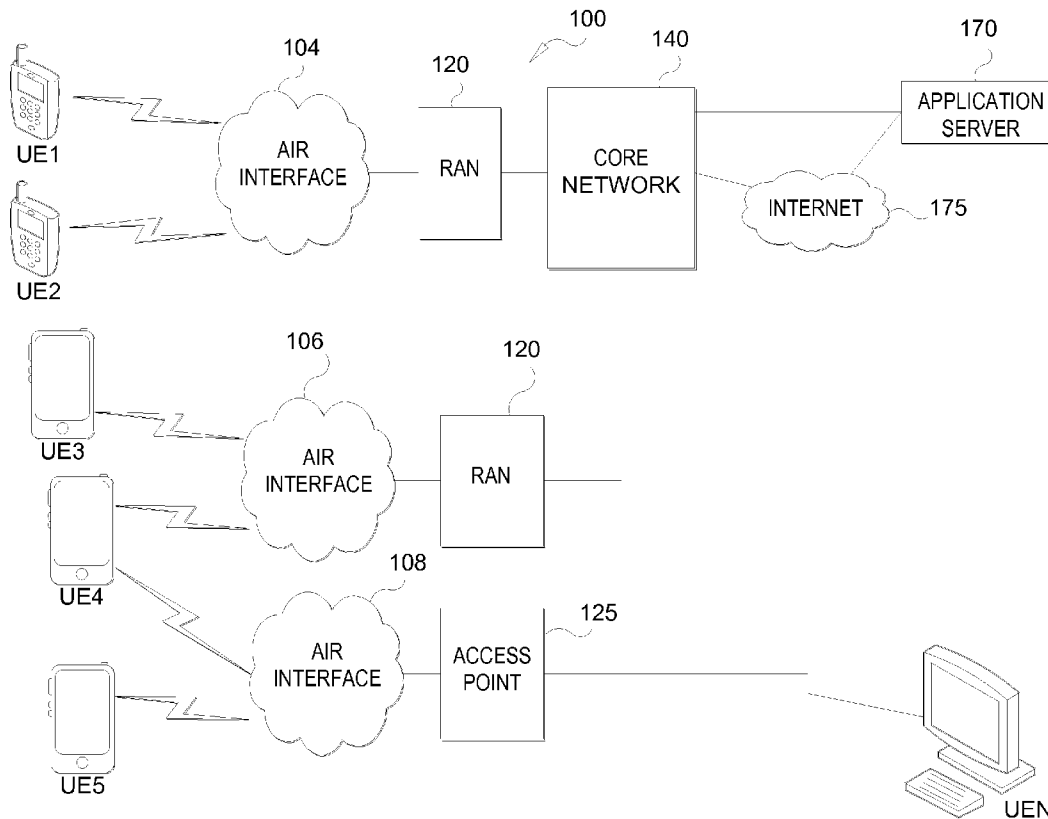 100
104
120
140
170
UE1
AIR
INTERFACE
RAN
CORE
NETWORK
APPLICATION
SERVER
INTERNET
175
UE2
106
120
UE3
AIR
INTERFACE
RAN
UE4
108
125
AIR
INTERFACE
ACCESS
POINT
UE5
UEN